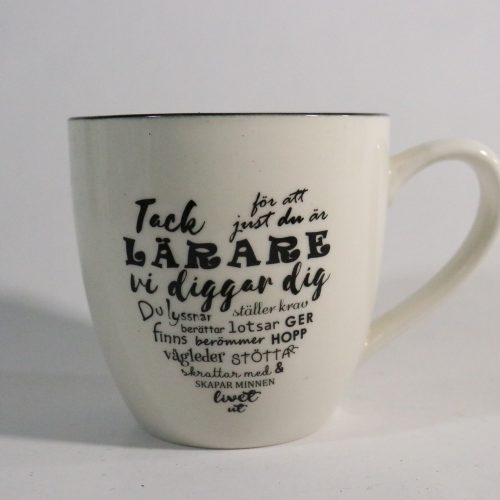 Tack för att
just du är
LÄRARE
vi diggar dig
Du lyssnar ställer krav
berättar lotsar GER
finns berömmer HOPP
vägleder STÖTTAR
skrattar med &
SKAPAR MINNEN
livet
ut